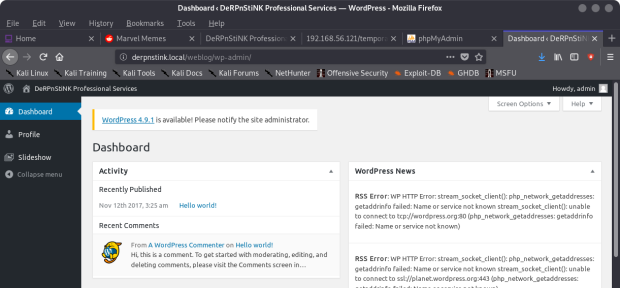 Dashboard ‹ DeRPnStiNK Professional Services — WordPress - Mozilla Firefox
File Edit View History Bookmarks Tools Help
Home
Marvel Memes
DeRPnStiNK Profession
192.168.56.121/tempor
phpMyAdmin
Dashboard ‹ DeRPnStiN
derpnstink.local/weblog/wp-admin/
Kali Linux Kali Training Kali Tools Kali Docs Kali Forums NetHunter Offensive Security Exploit-DB GHDB MSFU
DeRPnStiNK Professional Services
Howdy, admin
Dashboard
Profile
Slideshow
Collapse menu
Screen Options
Help
WordPress 4.9.1 is available! Please notify the site administrator.
Dashboard
Activity
Recently Published
Nov 12th 2017, 3:25 am Hello world!
Recent Comments
From A WordPress Commenter on Hello world!
Hi, this is a comment. To get started with moderating, editing, and
deleting comments, please visit the Comments screen in…
WordPress News
RSS Error: WP HTTP Error: stream_socket_client(): php_network_getaddresses:
getaddrinfo failed: Name or service not known stream_socket_client(): unable
to connect to tcp://wordpress.org:80 (php_network_getaddresses: getaddrinfo
failed: Name or service not known)
RSS Error: WP HTTP Error: stream_socket_client(): php_network_getaddresses:
getaddrinfo failed: Name or service not known stream_socket_client(): unable
to connect to ssl://planet.wordpress.org:443 (php_network_getaddresses:
getaddrinfo failed: Name or service not known)